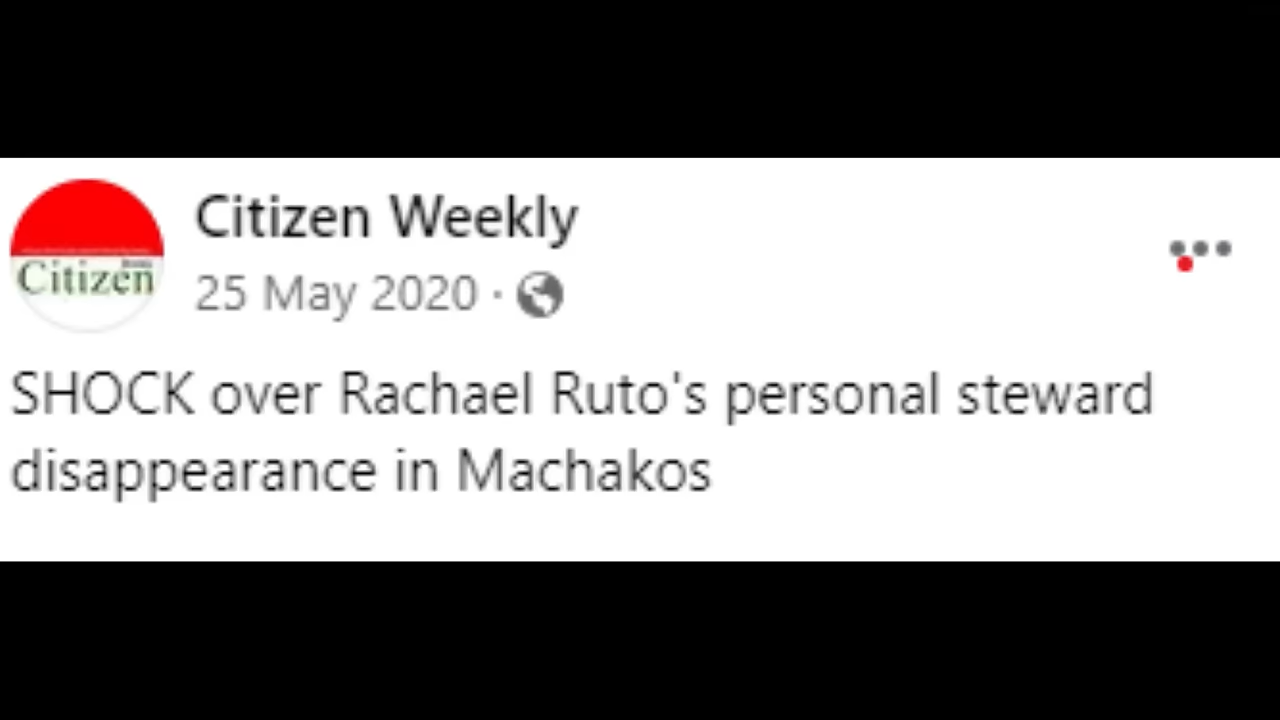 Citizen
Citizen Weekly
25 May 2020 ·
SHOCK over Rachael Ruto's personal steward
disappearance in Machakos